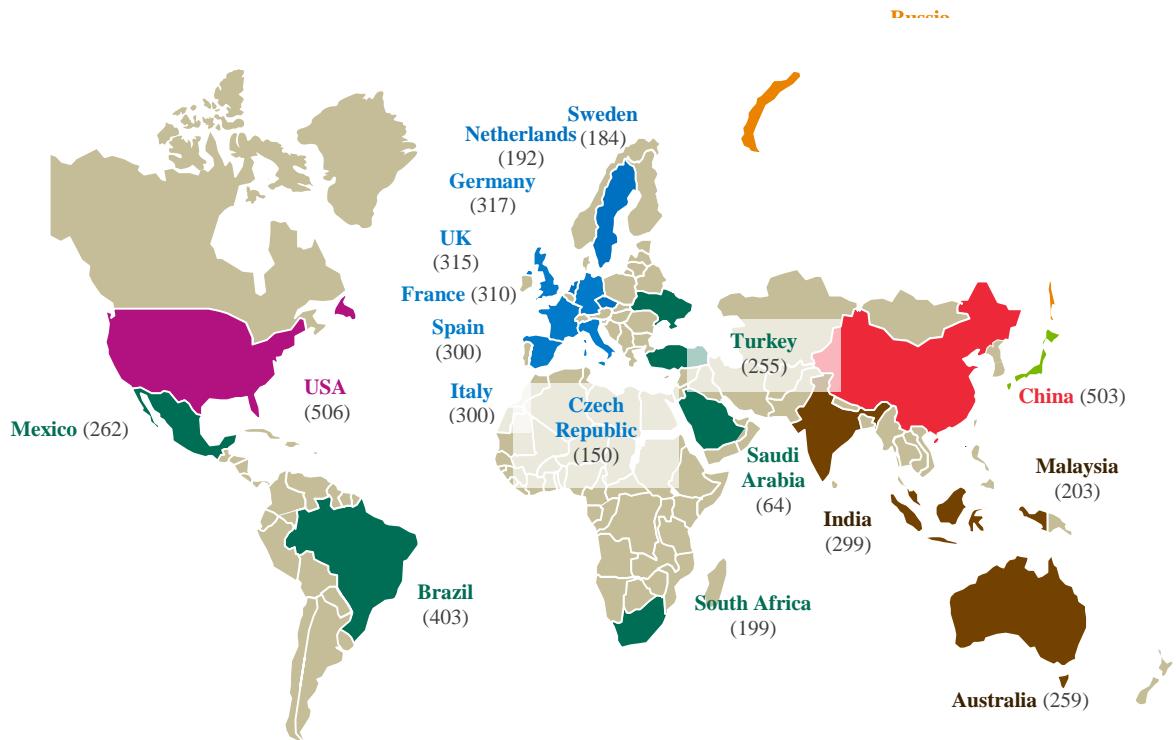 Russia
Sweden
(184)
Netherlands
(192)
Germany
(317)
UK
(315)
France (310)
Spain
(300)
Italy
(300)
Czech
Republic
(150)
Turkey
(255)
USA
(506)
Mexico (262)
China (503)
Saudi
Arabia
(64)
Malaysia
(203)
India
(299)
Brazil
(403)
South Africa
(199)
Australia (259)